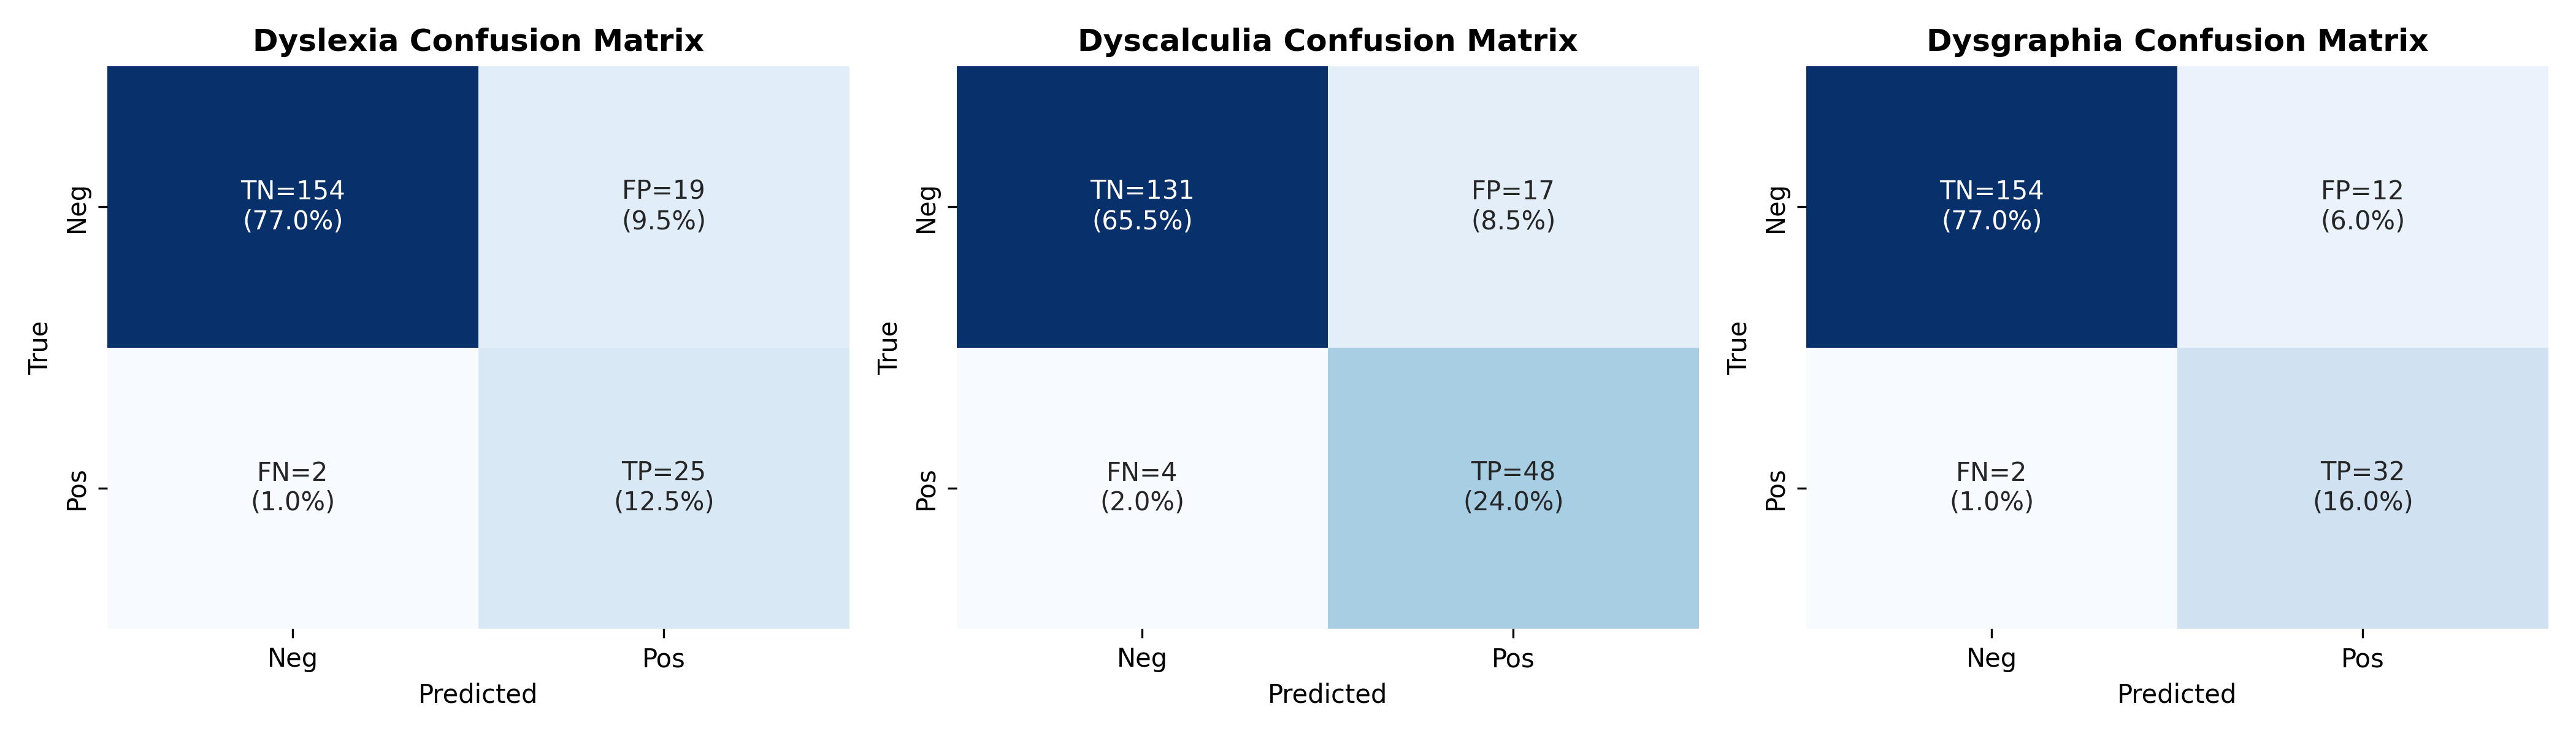 Dyslexia Confusion Matrix
True
Neg
Pos
TN=154
(77.0%)
FP=19
(9.5%)
FN=2
(1.0%)
TP=25
(12.5%)
Neg
Pos
Predicted
Dyscalculia Confusion Matrix
True
Neg
Pos
TN=131
(65.5%)
FP=17
(8.5%)
FN=4
(2.0%)
TP=48
(24.0%)
Neg
Pos
Predicted
Dysgraphia Confusion Matrix
True
Neg
Pos
TN=154
(77.0%)
FP=12
(6.0%)
FN=2
(1.0%)
TP=32
(16.0%)
Neg
Pos
Predicted